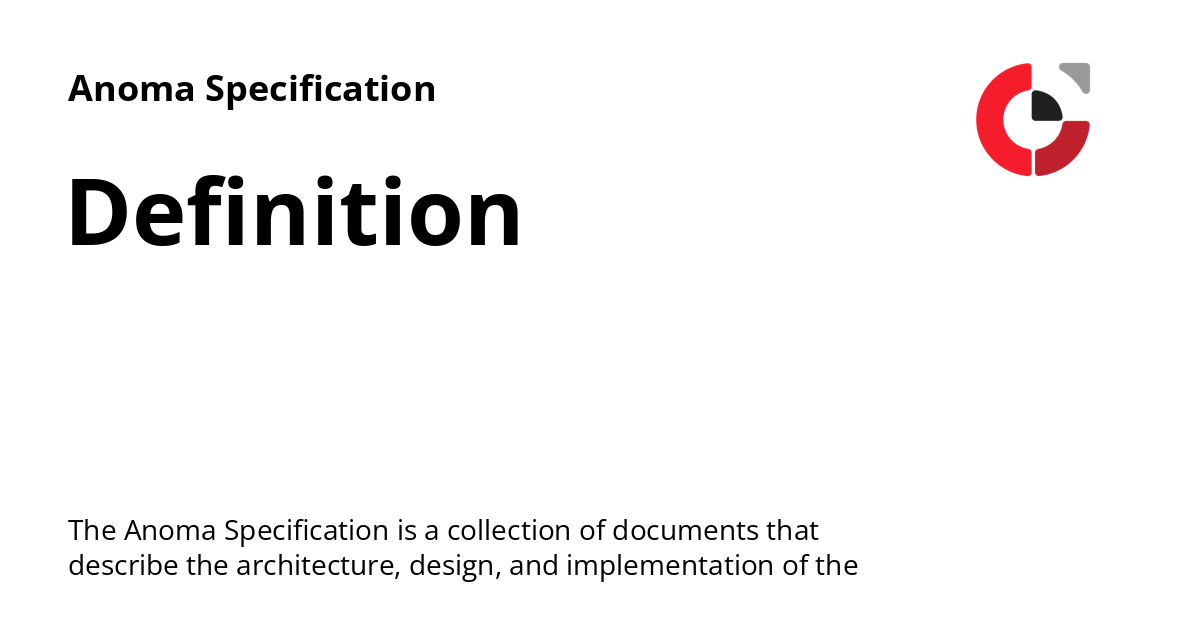 Anoma Specification
Definition
The Anoma Specification is a collection of documents that
describe the architecture, design, and implementation of the